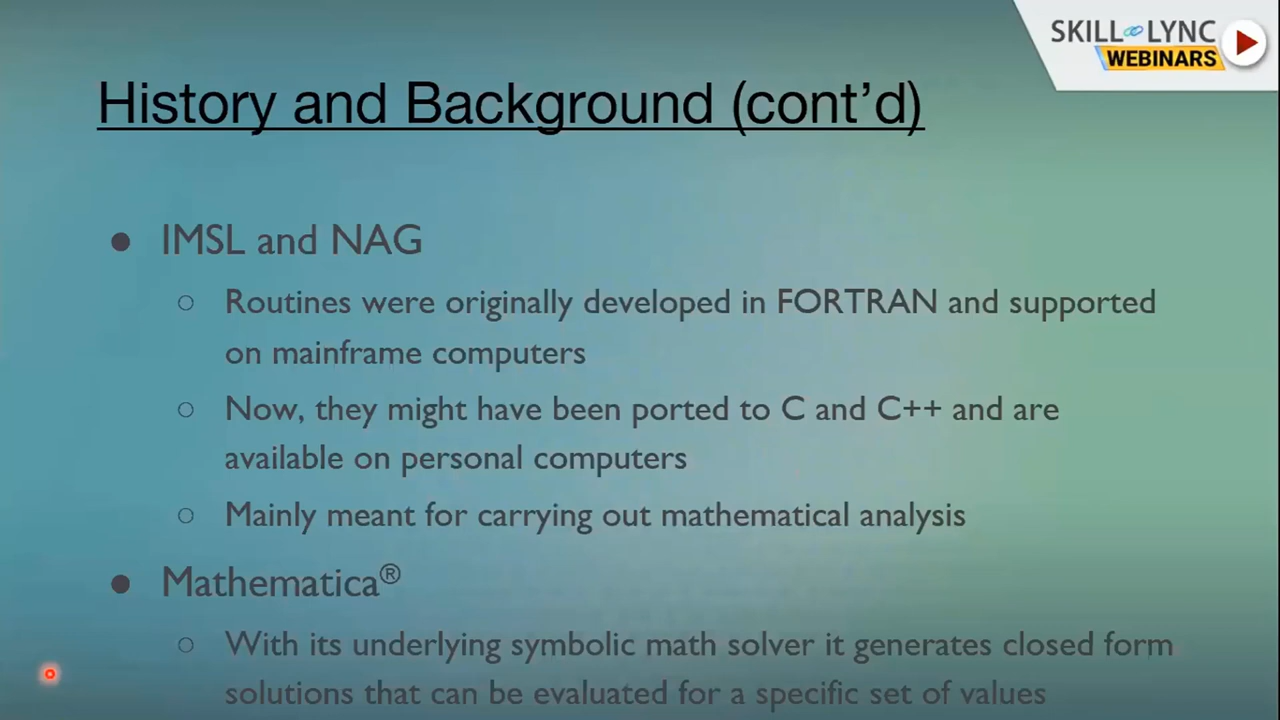 SKILL LYNC
WEBINARS
History and Background (cont'd)
● IMSL and NAG
○ Routines were originally developed in FORTRAN and supported
on mainframe computers
○ Now, they might have been ported to C and C++ and are
available on personal computers
○ Mainly meant for carrying out mathematical analysis
● Mathematica®
○ With its underlying symbolic math solver it generates closed form
solutions that can be evaluated for a specific set of values